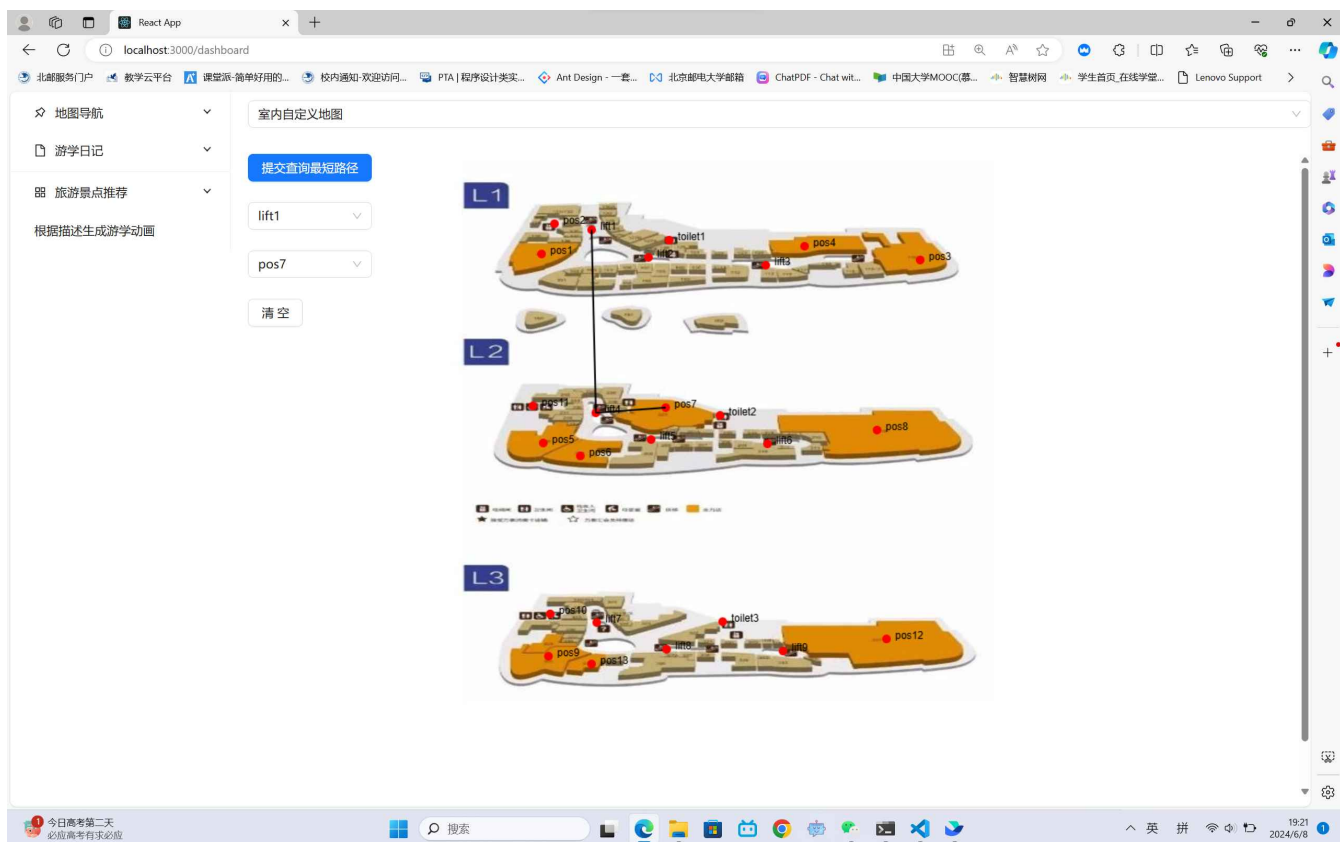 React App
localhost:3000/dashboard
北邮服务门户
教学云平台
课堂派-简单好用的...
校内通知-欢迎访问...
PTA | 程序设计类实...
Ant Design - 一套...
北京邮电大学邮箱
ChatPDF - Chat wit...
中国大学MOOC(慕...
智慧树网
学生首页_在线学堂...
Lenovo Support
地图导航
游学日记
旅游景点推荐
根据描述生成游学动画
室内自定义地图
提交查询最短路径
lift1
pos7
清 空
L1
pos2
lift1
toilet1
pos1
lift2
lift3
pos4
pos3
L2
pos11
lift4
pos7
toilet2
pos5
pos6
lift5
lift6
pos8
L3
pos10
lift7
toilet3
pos9
pos13
lift8
lift9
pos12
1
今日高考第二天
必应高考有求必应
搜索
英
拼
19:21
2024/6/8
1